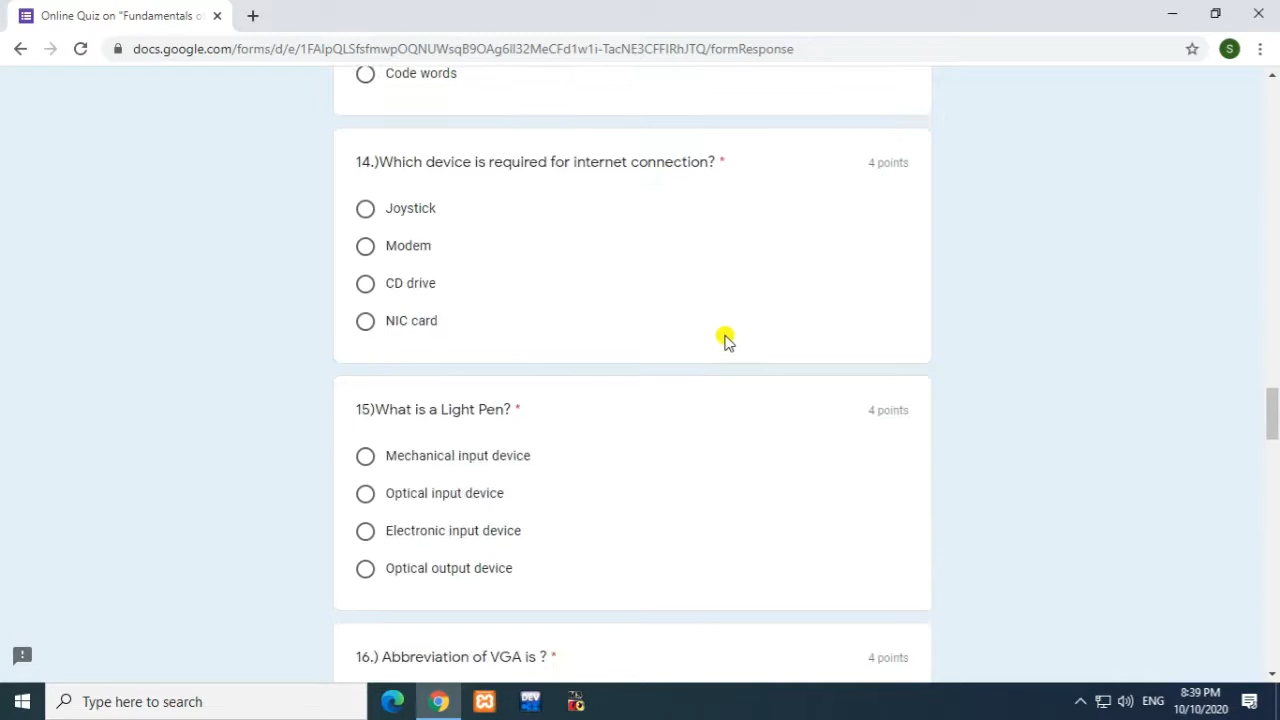 Online Quiz on "Fundamentals of
docs.google.com/forms/d/e/1FAIpQLSfsfmwpOQNUWsqB9OAg6lI32MeCFd1w1i-TacNE3CFFIRhJTQ/formResponse
S
Code words
14.)Which device is required for internet connection? *
4 points
Joystick
Modem
CD drive
NIC card
15)What is a Light Pen? *
4 points
Mechanical input device
Optical input device
Electronic input device
Optical output device
16.) Abbreviation of VGA is ? *
4 points
Type here to search
DEV
ENG
8:39 PM
10/10/2020